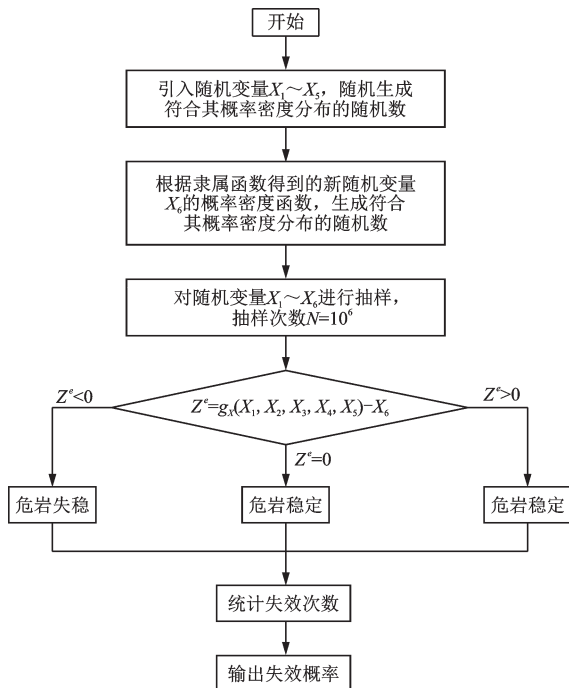 开始
引入随机变量X₁～X₅，随机生成
符合其概率密度分布的随机数
根据隶属函数得到的新随机变量
X₆的概率密度函数，生成符合
其概率密度分布的随机数
对随机变量X₁～X₆进行抽样，
抽样次数N=10⁶
Zᵉ<0
Zᵉ=gₓ(X₁, X₂, X₃, X₄, X₅)−X₆
Zᵉ>0
Zᵉ=0
危岩失稳
危岩稳定
危岩稳定
统计失效次数
输出失效概率